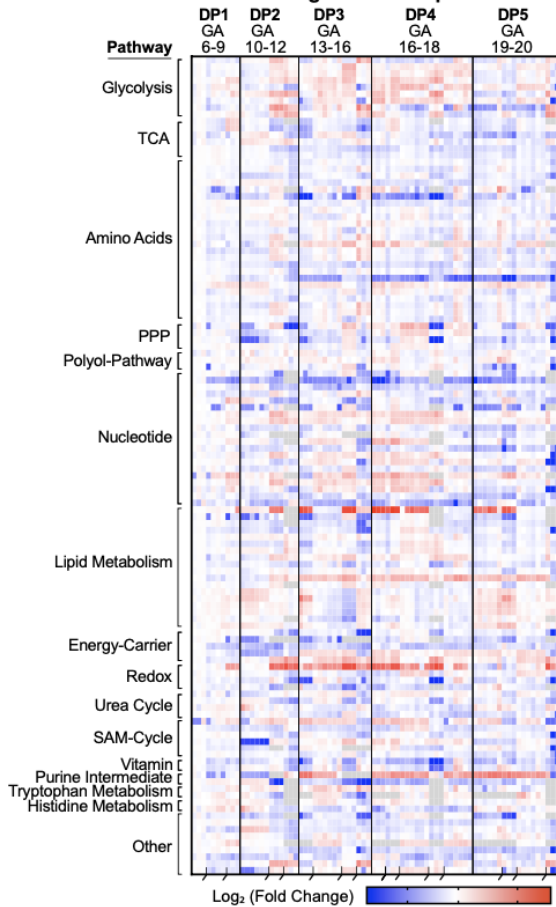 DP1 DP2 DP3 DP4 DP5
GA GA GA GA GA
Pathway 6-9 10-12 13-16 16-18 19-20
Glycolysis
TCA
Amino Acids
PPP
Polyol-Pathway
Nucleotide
Lipid Metabolism
Energy-Carrier
Redox
Urea Cycle
SAM-Cycle
Vitamin
Purine Intermediate
Tryptophan Metabolism
Histidine Metabolism
Other
Log₂ (Fold Change)